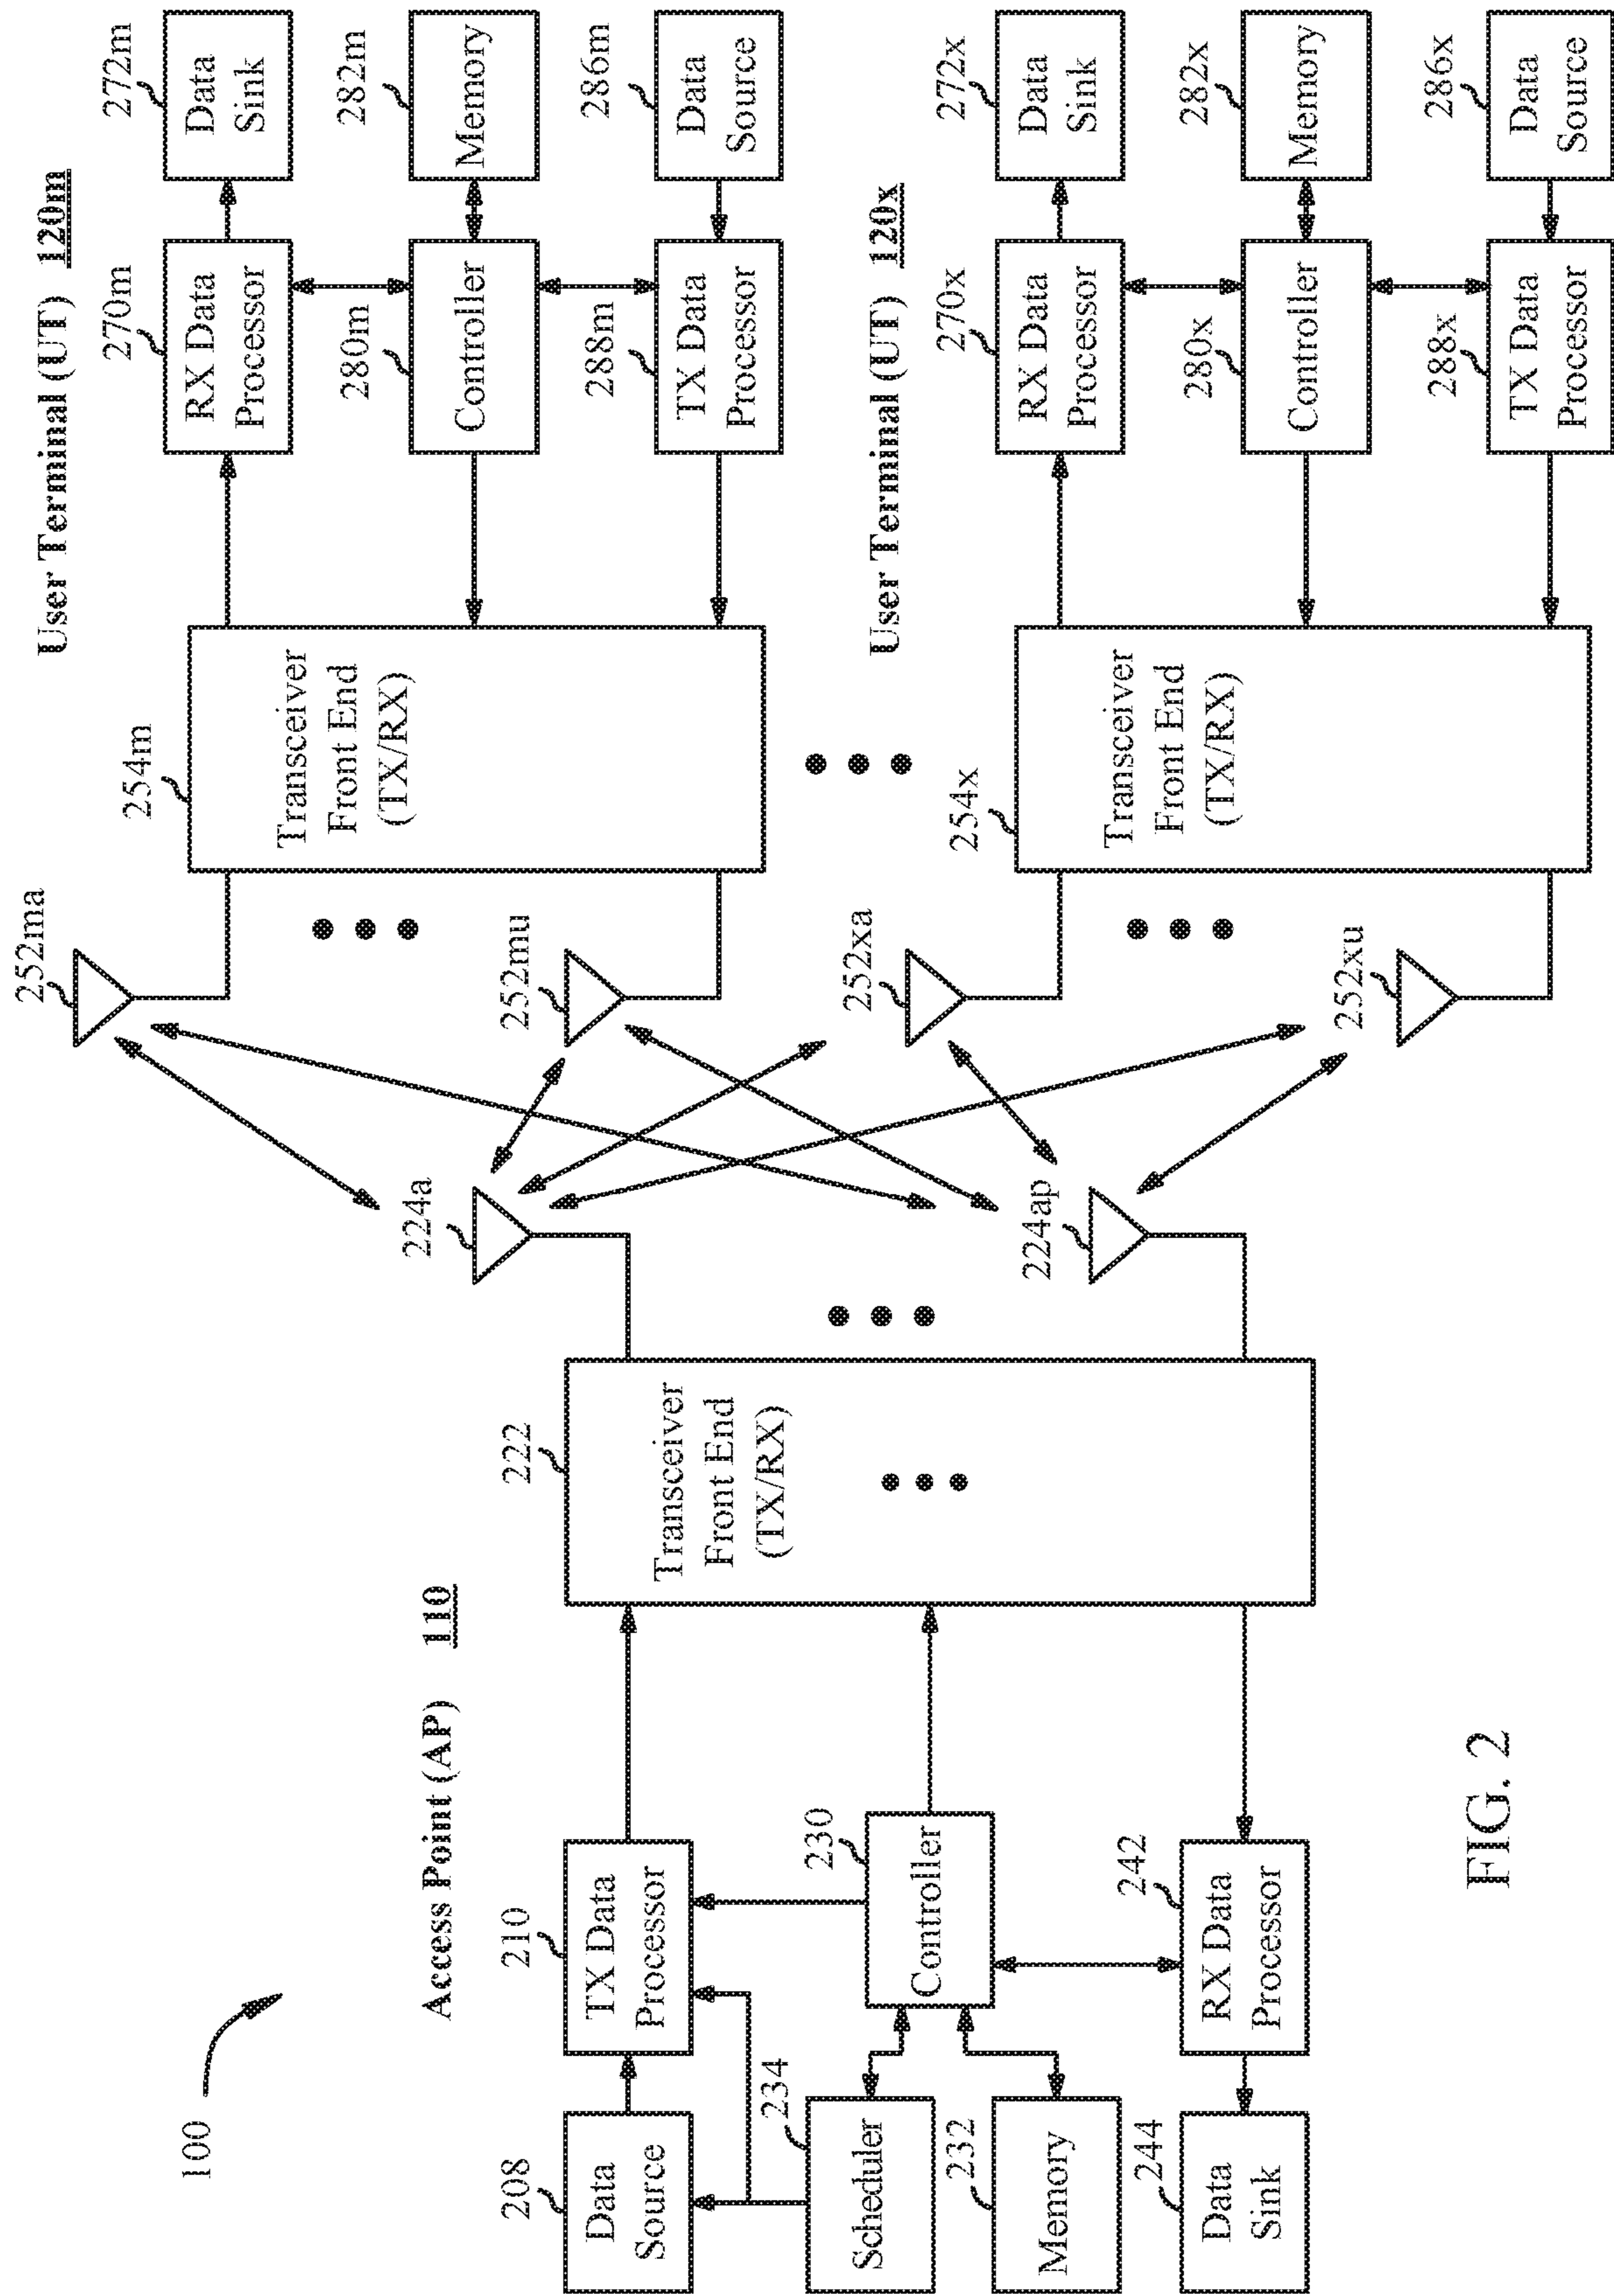 100
Access Point (AP) 110
208
Data
Source
210
TX Data
Processor
234
Scheduler
230
Controller
232
Memory
244
Data
Sink
242
RX Data
Processor
222
Transceiver
Front End
(TX/RX)
224a
224ap
User Terminal (UT) 120m
252ma
252mu
254m
Transceiver
Front End
(TX/RX)
270m
RX Data
Processor
272m
Data
Sink
280m
Controller
282m
Memory
288m
TX Data
Processor
286m
Data
Source
User Terminal (UT) 120x
252xa
252xu
254x
Transceiver
Front End
(TX/RX)
270x
RX Data
Processor
272x
Data
Sink
280x
Controller
282x
Memory
288x
TX Data
Processor
286x
Data
Source
FIG. 2